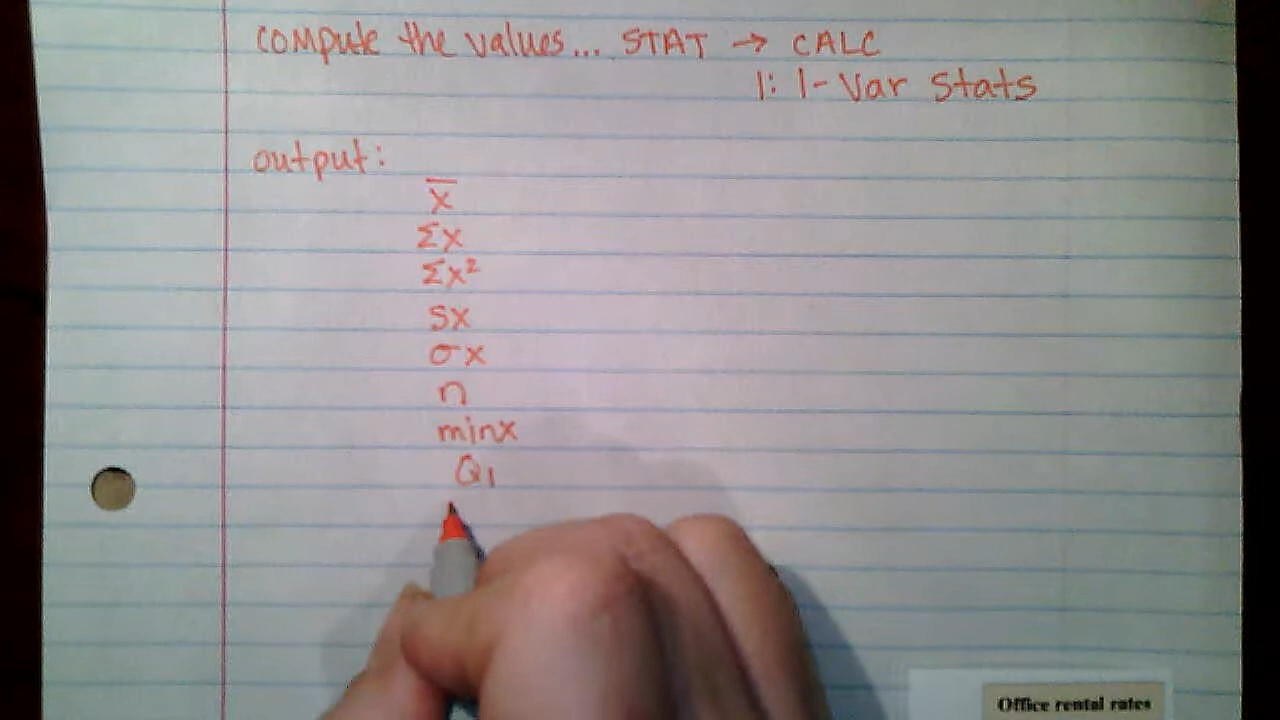 compute the values... STAT → CALC
1: 1-Var Stats
output:
x̅
Σx
Σx²
Sx
σx
n
minx
Q1
Office rental rates